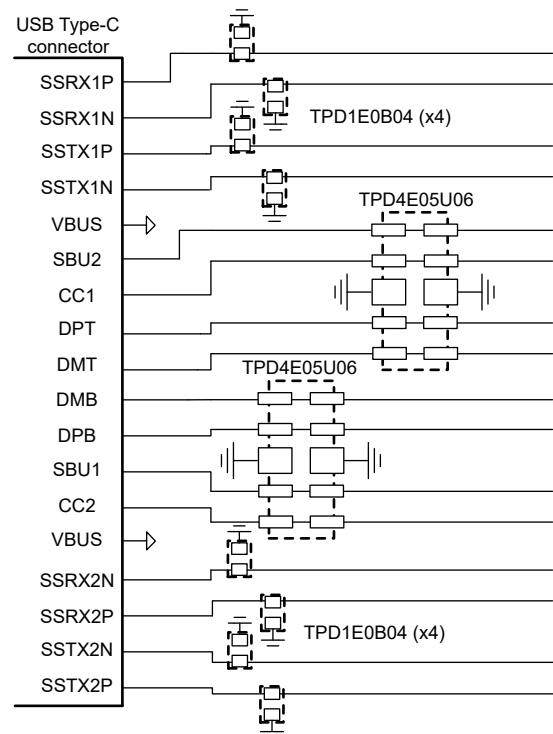 USB Type-C
connector
SSRX1P
SSRX1N
TPD1E0B04 (x4)
SSTX1P
SSTX1N
TPD4E05U06
VBUS
SBU2
CC1
DPT
DMT
TPD4E05U06
DMB
DPB
SBU1
CC2
VBUS
SSRX2N
SSRX2P
TPD1E0B04 (x4)
SSTX2N
SSTX2P